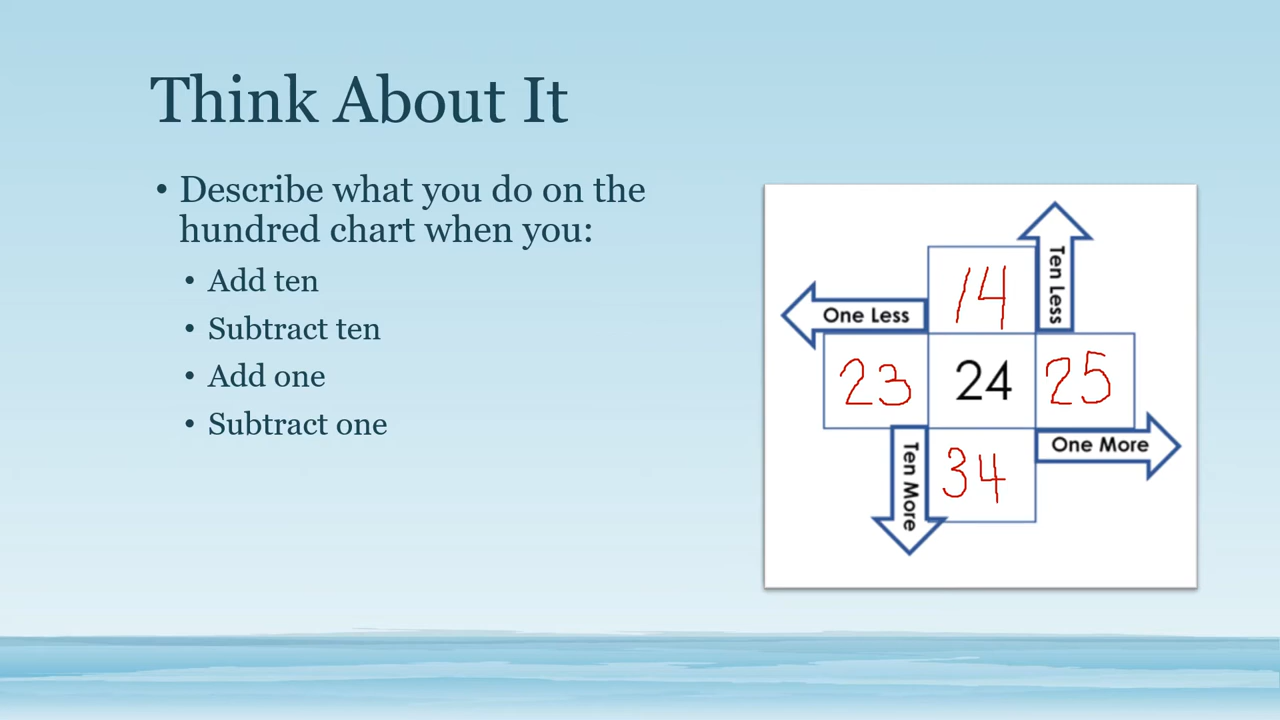 Think About It
• Describe what you do on the
hundred chart when you:
• Add ten
• Subtract ten
• Add one
• Subtract one
Ten Less
14
One Less
23 24 25
One More
Ten More
34